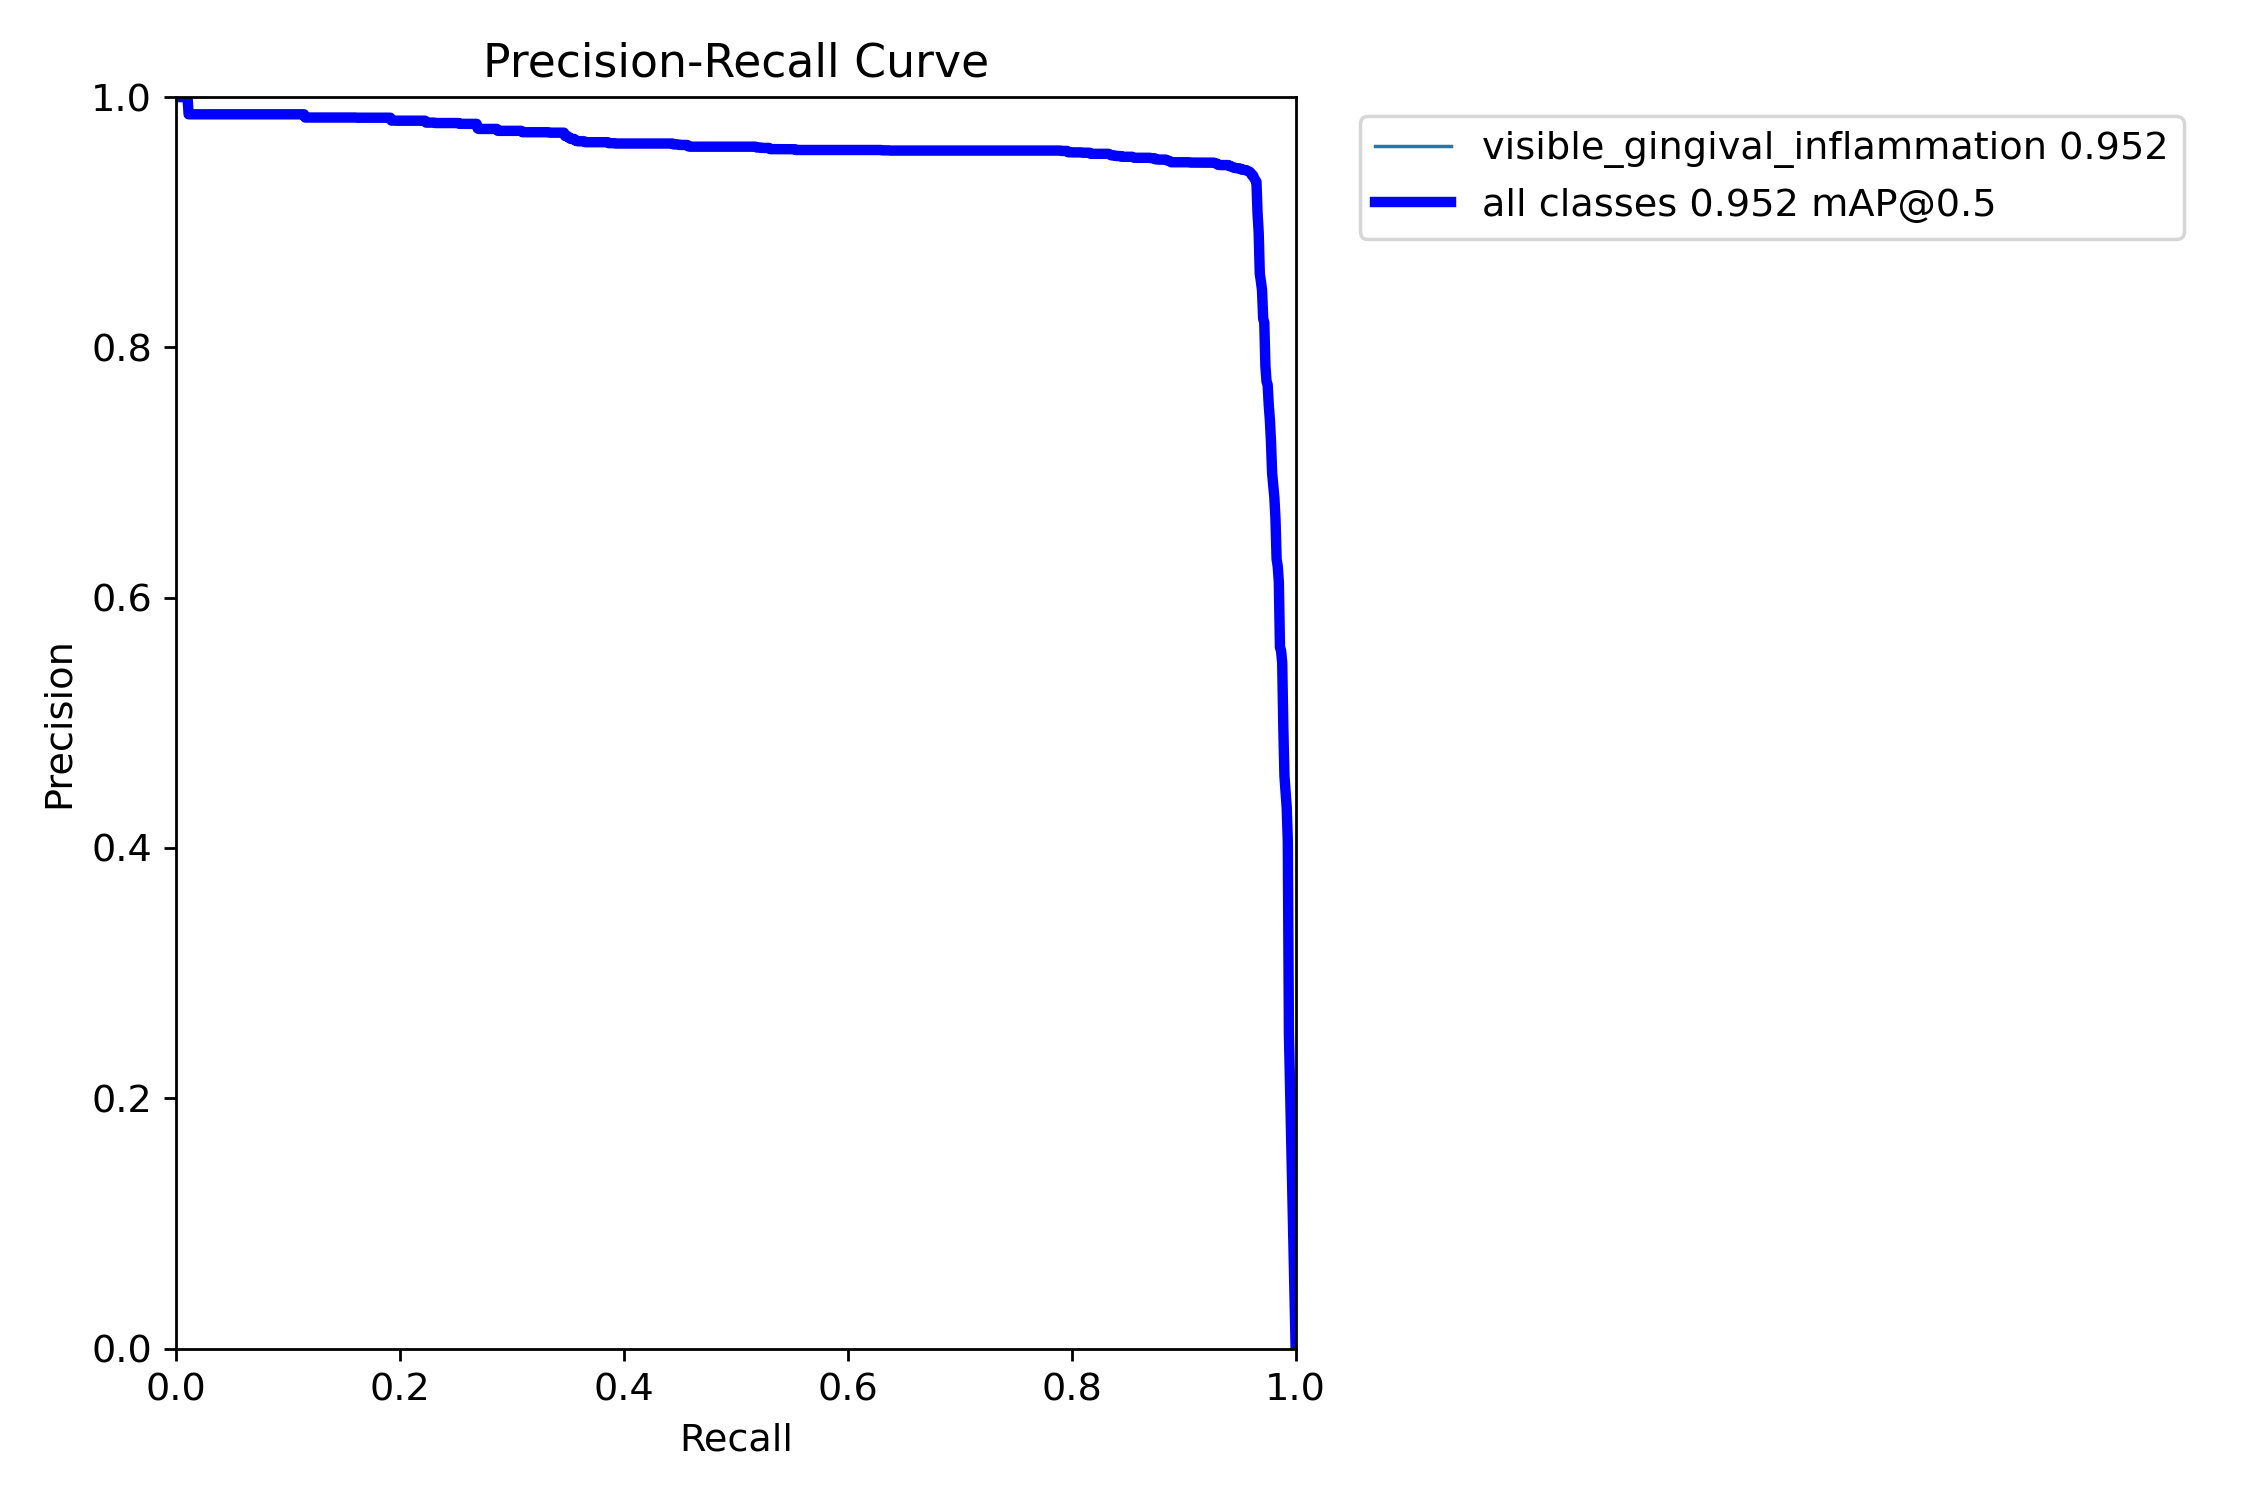 Precision-Recall Curve
1.0
0.8
0.6
0.4
0.2
0.0
Precision
0.0 0.2 0.4 0.6 0.8 1.0
Recall
visible_gingival_inflammation 0.952
all classes 0.952 mAP@0.5